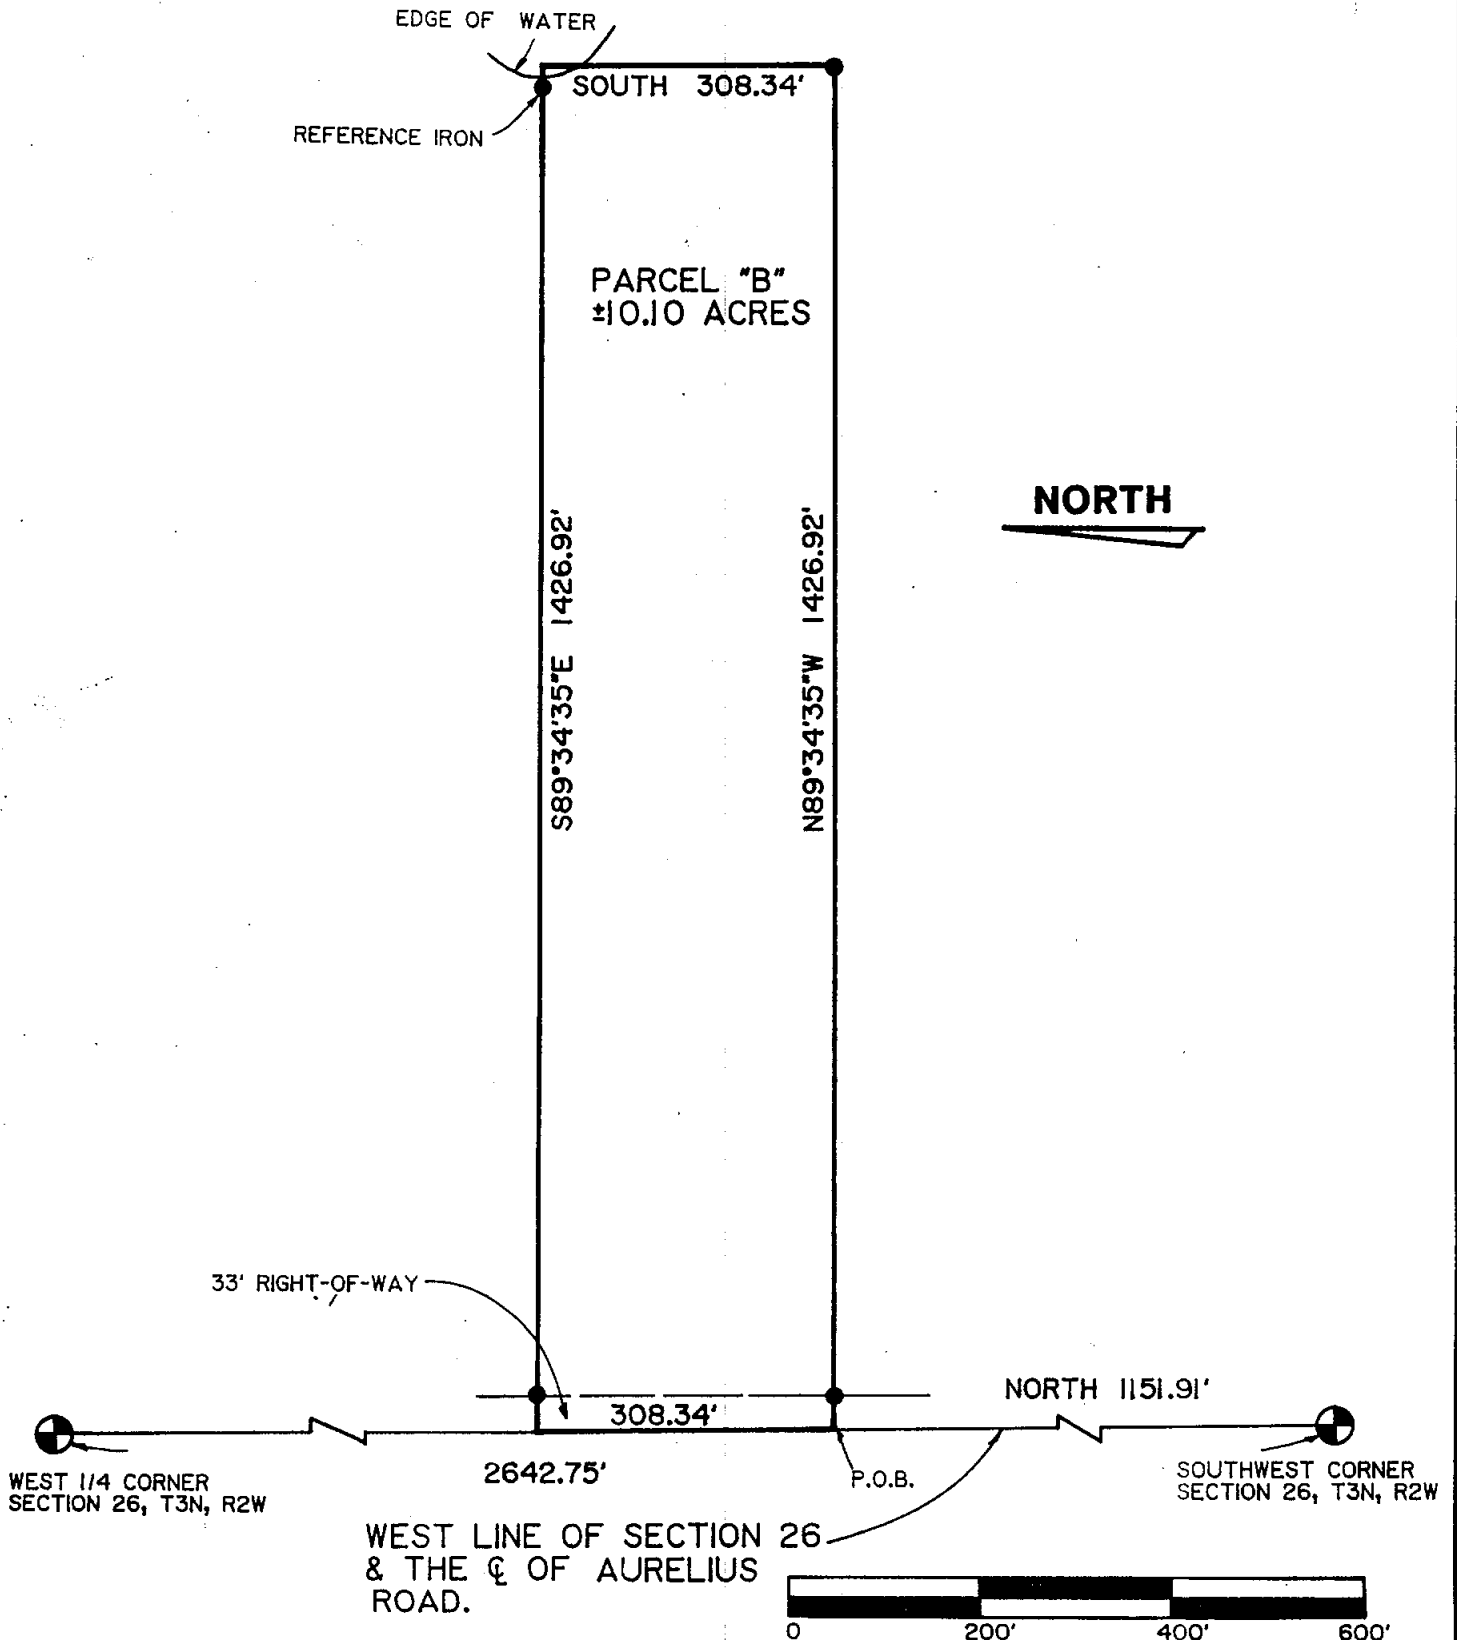 EDGE OF WATER
SOUTH 308.34'
REFERENCE IRON
PARCEL "B"
±10.10 ACRES
NORTH
S89°34'35"E 1426.92'
N89°34'35"W 1426.92'
33' RIGHT-OF-WAY
NORTH 1151.91'
308.34'
2642.75'
P.O.B.
WEST 1/4 CORNER
SECTION 26, T3N, R2W
SOUTHWEST CORNER
SECTION 26, T3N, R2W
WEST LINE OF SECTION 26
& THE ℄ OF AURELIUS
ROAD.
0 200' 400' 600'